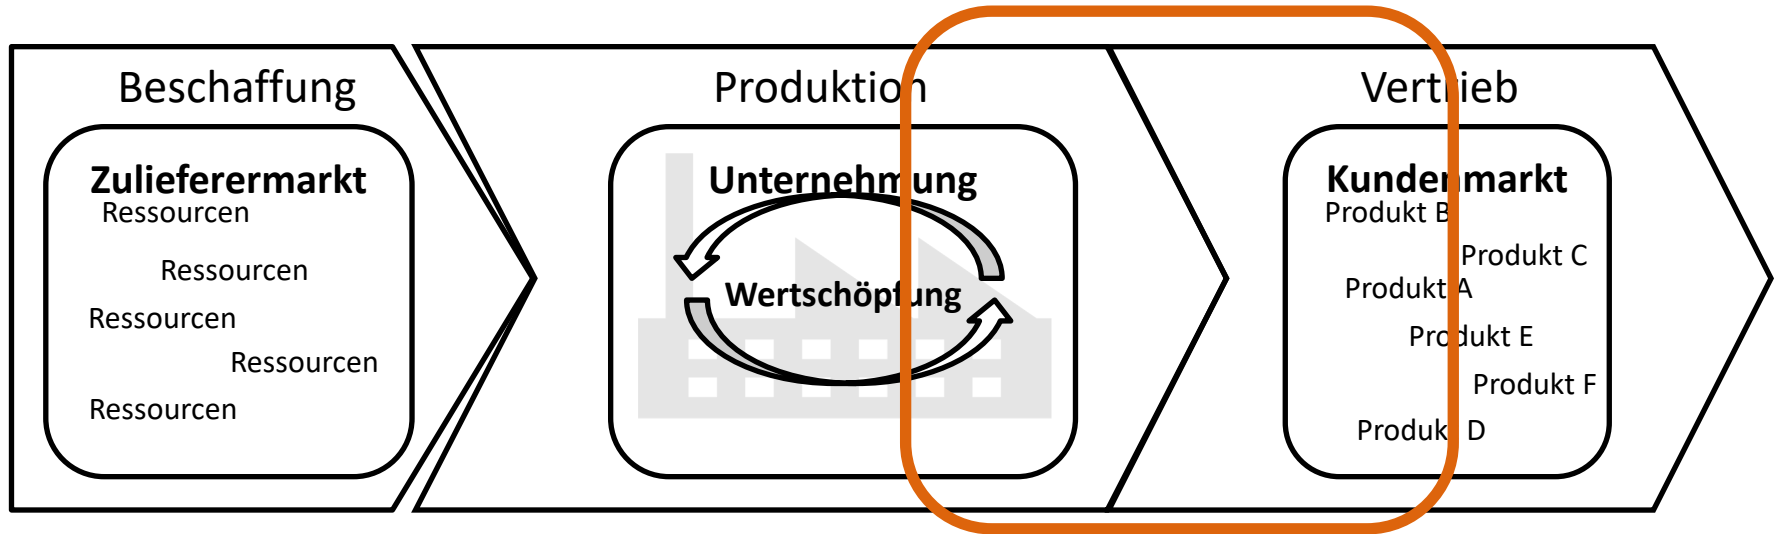 Beschaffung
Zulieferermarkt
Ressourcen
Ressourcen
Ressourcen
Ressourcen
Ressourcen
Produktion
Unternehmung
Wertschöpfung
Vertrieb
Kundenmarkt
Produkt B
Produkt C
Produkt A
Produkt E
Produkt F
Produkt D